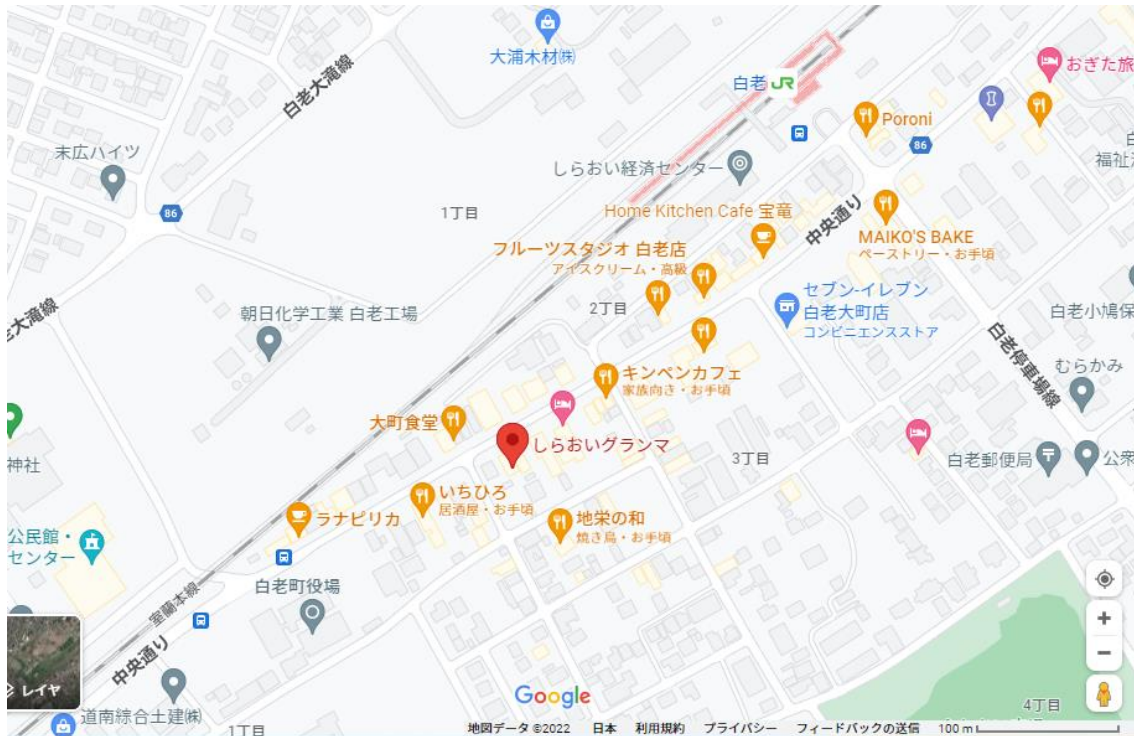 大浦木材㈱
白老 JR
おぎた旅
白老大滝線
Poroni
86
末広ハイツ
しらおい経済センター
福祉
86
1丁目
Home Kitchen Cafe 宝竜
中央通り
MAIKO'S BAKE
ペーストリー・お手頃
フルーツスタジオ 白老店
アイスクリーム・高級
セブン-イレブン
白老大町店
コンビニエンスストア
老大滝線
朝日化学工業 白老工場
2丁目
白老小鳩保
白老停車場線
むらかみ
キンペンカフェ
家族向き・お手頃
大町食堂
しらおいグランマ
神社
3丁目
白老郵便局
公衆
いちひろ
居酒屋・お手頃
ラナピリカ
地栄の和
焼き鳥・お手頃
公民館・
センター
白老町役場
室蘭本線
中央通り
レイヤ
道南綜合土建㈱
1丁目
Google
4丁目
地図データ ©2022 日本 利用規約 プライバシー フィードバックの送信 100 m